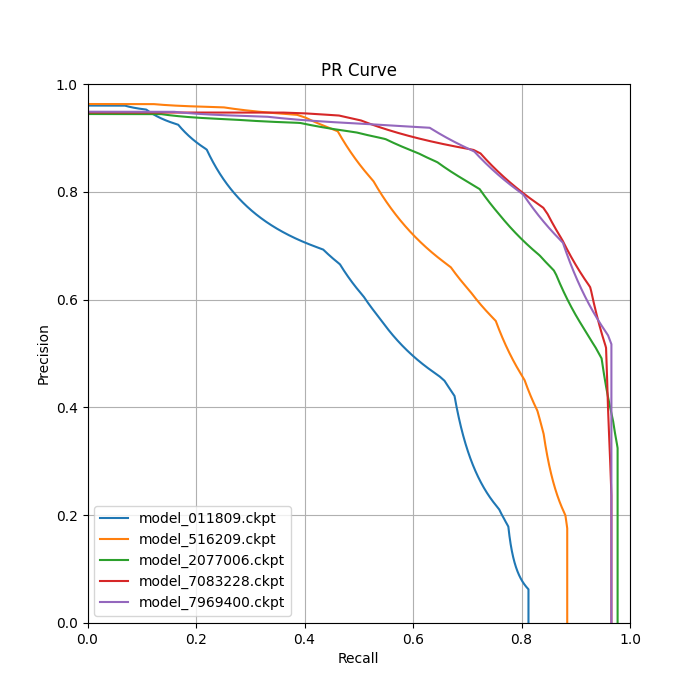 PR Curve
1.0
0.8
0.6
0.4
0.2
0.0
Precision
model_011809.ckpt
model_516209.ckpt
model_2077006.ckpt
model_7083228.ckpt
model_7969400.ckpt
0.0 0.2 0.4 0.6 0.8 1.0
Recall